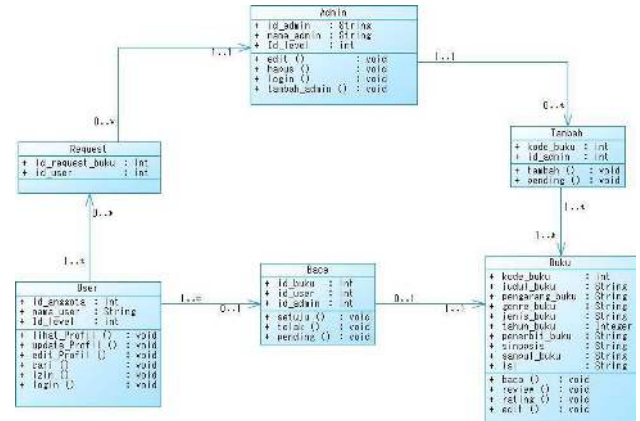 Admin
+ id_admin : String
+ nama_admin : String
+ Id_level : int
+ edit () : void
+ hapus () : void
+ login () : void
+ tambah_admin () : void
1..1
1..1
0..*
0..*
Request
+ id_request_buku : int
+ id_user : int
Tambah
+ kode_buku : int
+ id_admin : int
+ tambah () : void
+ pending () : void
0..*
1..*
1..*
1..*
User
+ id_anggota : int
+ nama_user : String
+ Id_level : int
+ lihat_Profil () : void
+ updata_Profil () : void
+ edit_Profil () : void
+ cari () : void
+ izin () : void
+ login () : void
1..*
0..1
Baca
+ id_buku : int
+ id_user : int
+ id_admin : int
+ setuju () : void
+ tolak () : void
+ pending () : void
0..1
1..1
Buku
+ kode_buku : int
+ judul_buku : String
+ pengarang_buku : String
+ genre_buku : String
+ jenis_buku : String
+ tahun_buku : Integer
+ penerbit_buku : String
+ sinopsis : String
+ sampul_buku : String
+ isi : String
+ baca () : void
+ review () : void
+ rating () : void
+ edit () : void